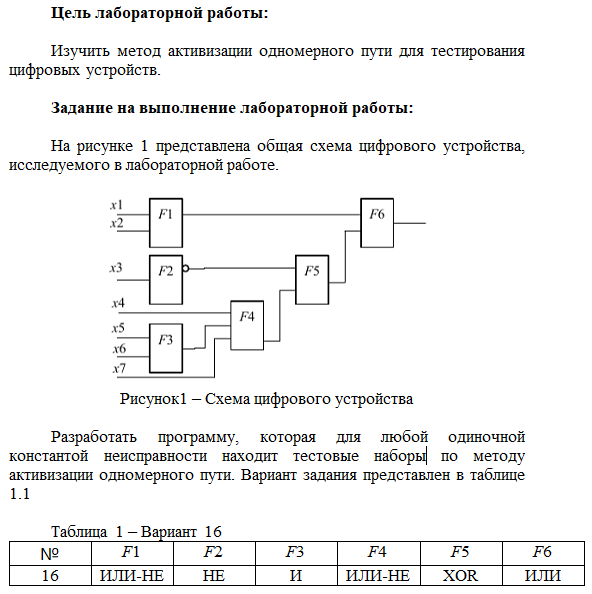 Цель лабораторной работы:
Изучить метод активизации одномерного пути для тестирования
цифровых устройств.
Задание на выполнение лабораторной работы:
На рисунке 1 представлена общая схема цифрового устройства,
исследуемого в лабораторной работе.
x1
x2
F1
F6
x3
F2
F5
x4
F4
x5
F3
x6
x7
Рисунок1 – Схема цифрового устройства
Разработать программу, которая для любой одиночной
константой неисправности находит тестовые наборы по методу
активизации одномерного пути. Вариант задания представлен в таблице
1.1
Таблица 1 – Вариант 16
№ F1 F2 F3 F4 F5 F6
16 ИЛИ-НЕ НЕ И ИЛИ-НЕ XOR ИЛИ